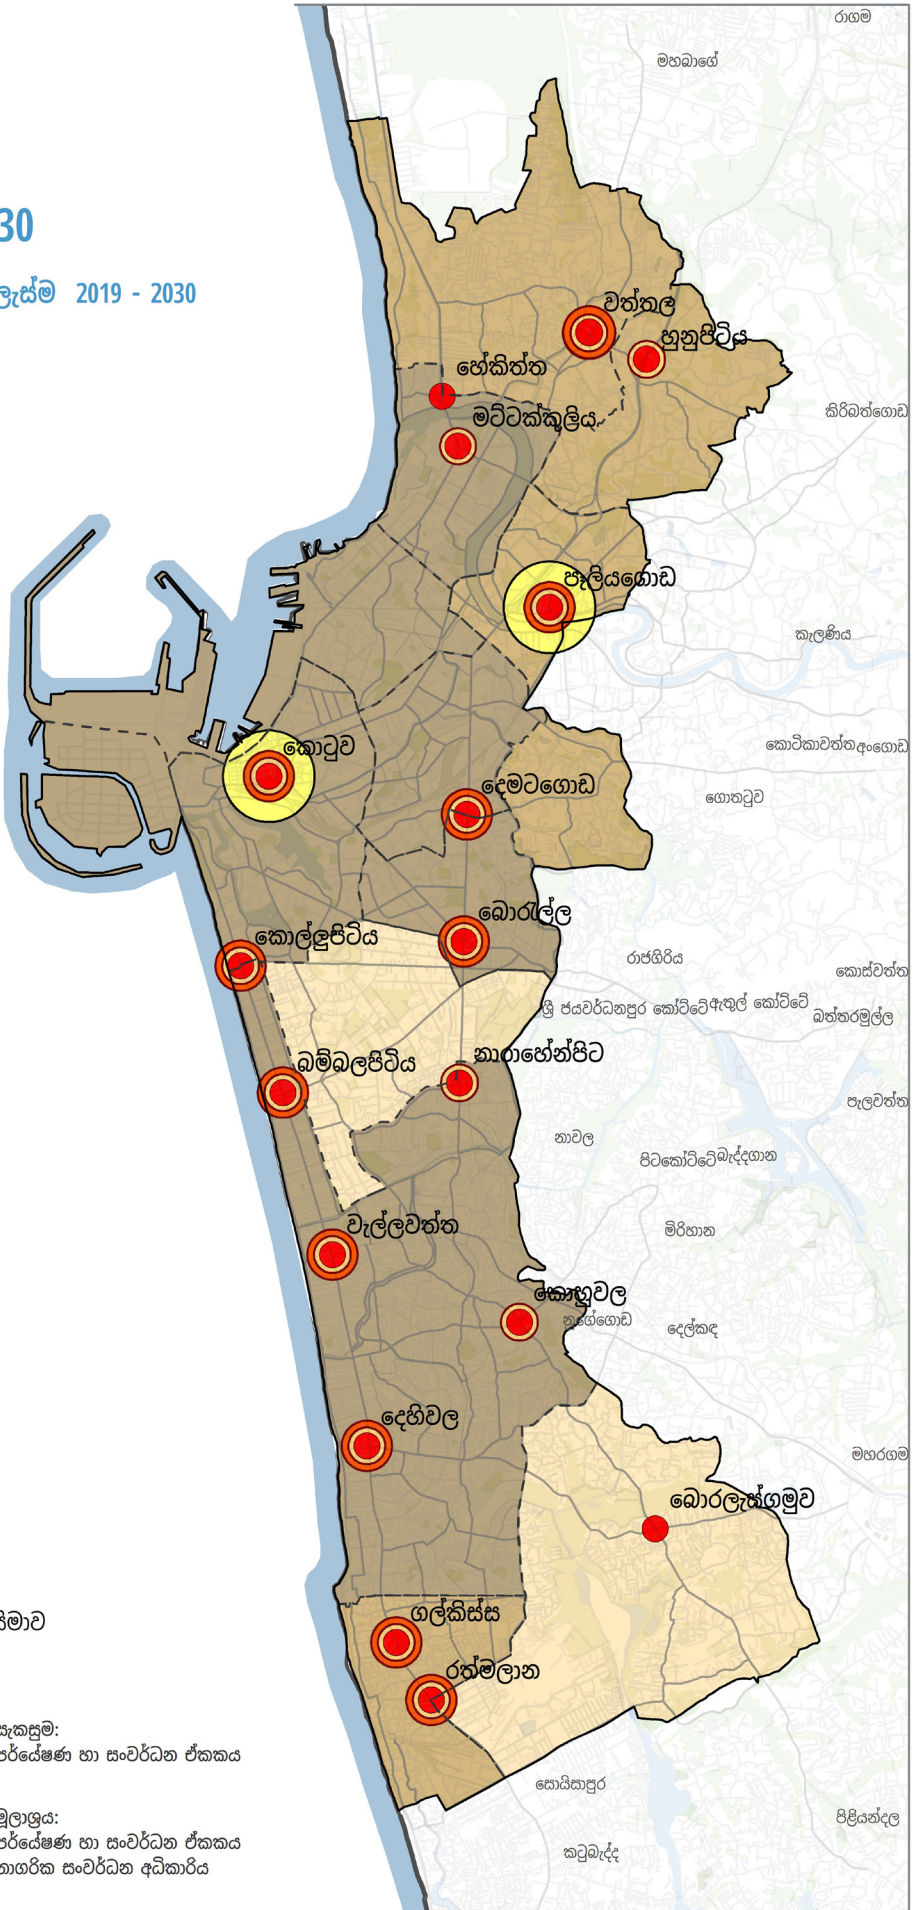 රාගම
මහබාගේ
30
ලැස්ම 2019 - 2030
වත්තල
හුනුපිටිය
හේකිත්ත
කිරිබත්ගොඩ
මට්ටක්කුලිය
පෑලියගොඩ
කැලණිය
කොටුව
කොටිකාවත්ත
අංගොඩ
දෙමටගොඩ
ගොතටුව
බොරැල්ල
කොල්ලුපිටිය
රාජගිරිය
කොස්වත්ත
ශ්‍රී ජයවර්ධනපුර කෝට්ටේ
ඇතුල් කෝට්ටේ
බත්තරමුල්ල
නාරාහේන්පිට
බම්බලපිටිය
පැලවත්ත
නාවල
පිටකෝට්ටේ
බැද්දගාන
වැල්ලවත්ත
මිරිහාන
කොහුවල
නුගේගොඩ
දෙල්කඳ
දෙහිවල
මහරගම
බොරලැස්ගමුව
ගල්කිස්ස
සීමාව
රත්මලාන
සැකසුම:
පර්යේෂණ හා සංවර්ධන ඒකකය
සොයිසාපුර
මූලාශ්‍රය:
පර්යේෂණ හා සංවර්ධන ඒකකය
නාගරික සංවර්ධන අධිකාරිය
පිළියන්දල
කටුබැද්ද